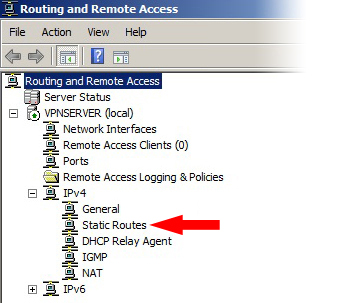 Routing and Remote Access
File Action View Help
Routing and Remote Access
Server Status
VPNSERVER (local)
Network Interfaces
Remote Access Clients (0)
Ports
Remote Access Logging & Policies
IPv4
General
Static Routes
DHCP Relay Agent
IGMP
NAT
IPv6